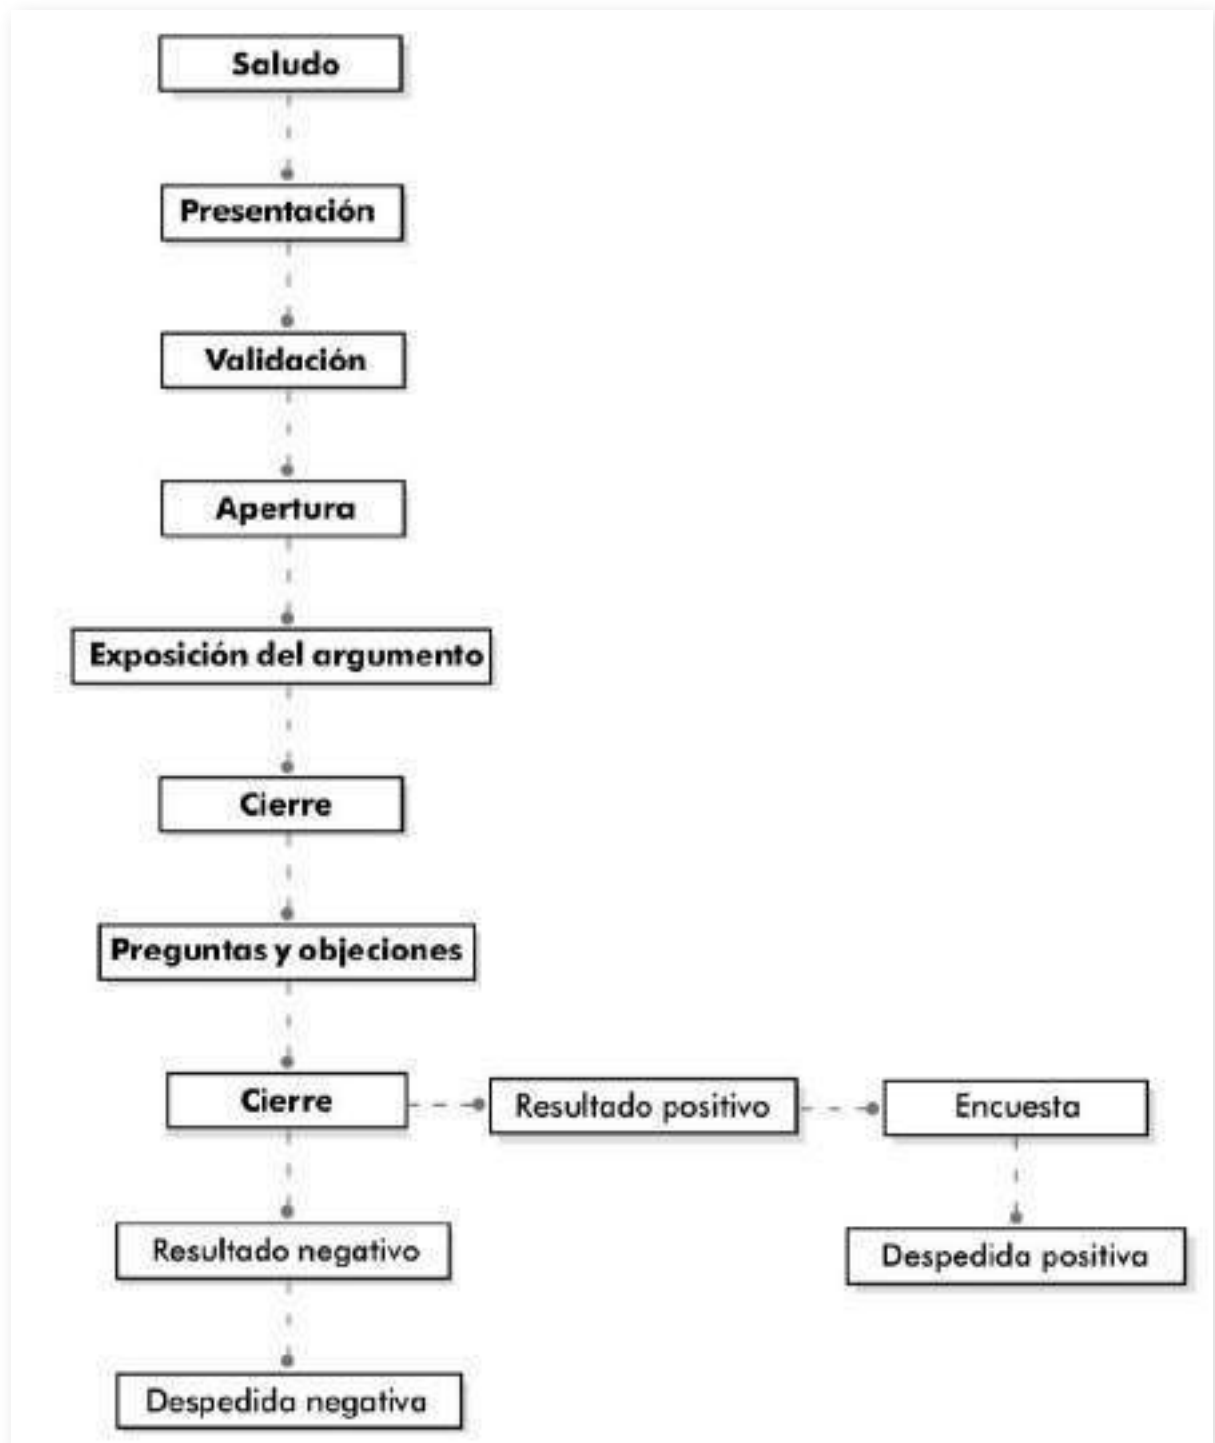 Saludo
Presentación
Validación
Apertura
Exposición del argumento
Cierre
Preguntas y objeciones
Cierre
Resultado positivo
Encuesta
Resultado negativo
Despedida positiva
Despedida negativa